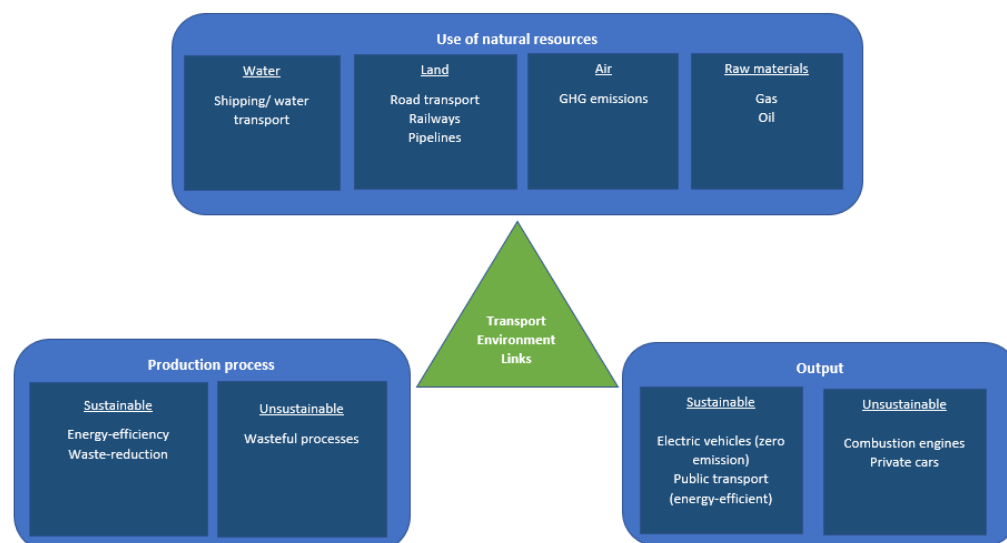 Use of natural resources
Water
Shipping/ water
transport
Land
Road transport
Railways
Pipelines
Air
GHG emissions
Raw materials
Gas
Oil
Transport
Environment
Links
Production process
Sustainable
Energy-efficiency
Waste-reduction
Unsustainable
Wasteful processes
Output
Sustainable
Electric vehicles (zero
emission)
Public transport
(energy-efficient)
Unsustainable
Combustion engines
Private cars